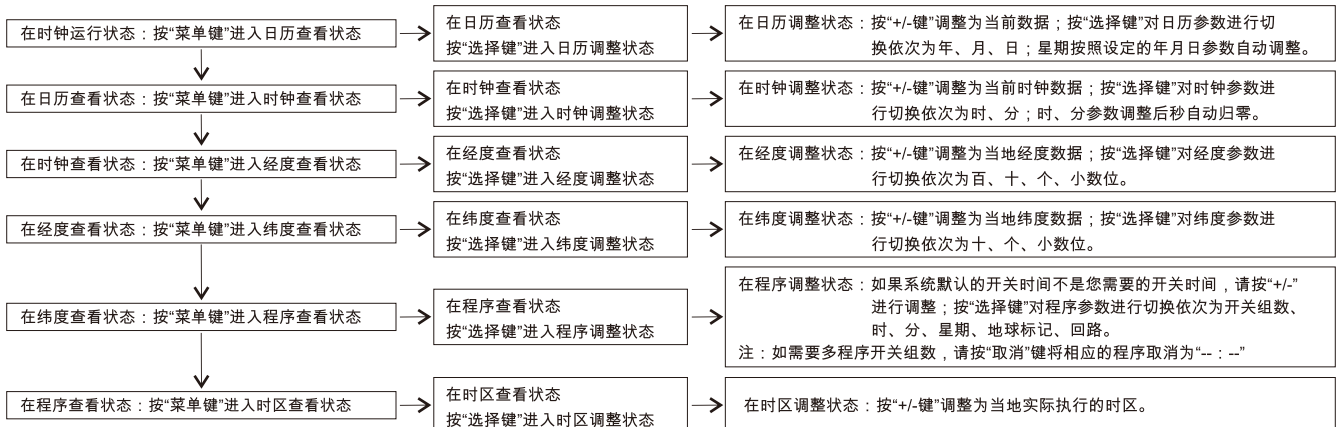 在时钟运行状态：按“菜单键”进入日历查看状态
在日历查看状态
按“选择键”进入日历调整状态
在日历调整状态：按“+/-键”调整为当前数据；按“选择键”对日历参数进行切
换依次为年、月、日；星期按照设定的年月日参数自动调整。
在日历查看状态：按“菜单键”进入时钟查看状态
在时钟查看状态
按“选择键”进入时钟调整状态
在时钟调整状态：按“+/-键”调整为当前时钟数据；按“选择键”对时钟参数进
行切换依次为时、分；时、分参数调整后秒自动归零。
在时钟查看状态：按“菜单键”进入经度查看状态
在经度查看状态
按“选择键”进入经度调整状态
在经度调整状态：按“+/-键”调整为当地经度数据；按“选择键”对经度参数进
行切换依次为百、十、个、小数位。
在经度查看状态：按“菜单键”进入纬度查看状态
在纬度查看状态
按“选择键”进入纬度调整状态
在纬度调整状态：按“+/-键”调整为当地纬度数据；按“选择键”对纬度参数进
行切换依次为十、个、小数位。
在纬度查看状态：按“菜单键”进入程序查看状态
在程序查看状态
按“选择键”进入程序调整状态
在程序调整状态：如果系统默认的开关时间不是您需要的开关时间，请按“+/-”
进行调整；按“选择键”对程序参数进行切换依次为开关组数、
时、分、星期、地球标记、回路。
注：如需要多程序开关组数，请按“取消”键将相应的程序取消为“--：--”
在程序查看状态：按“菜单键”进入时区查看状态
在时区查看状态
按“选择键”进入时区调整状态
在时区调整状态：按“+/-键”调整为当地实际执行的时区。